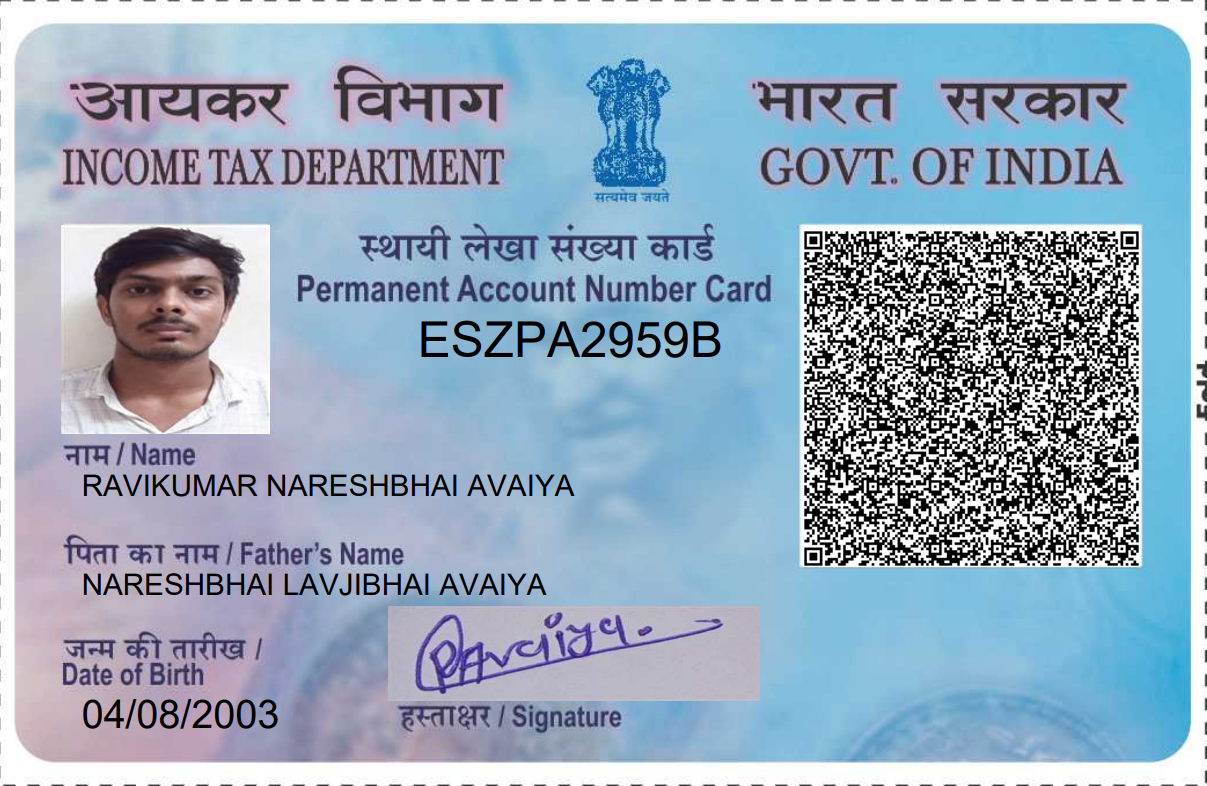 आयकर विभाग
INCOME TAX DEPARTMENT
सत्यमेव जयते
भारत सरकार
GOVT. OF INDIA
स्थायी लेखा संख्या कार्ड
Permanent Account Number Card
ESZPA2959B
नाम / Name
RAVIKUMAR NARESHBHAI AVAIYA
पिता का नाम / Father's Name
NARESHBHAI LAVJIBHAI AVAIYA
जन्म की तारीख /
Date of Birth
04/08/2003
RAvaiya.
हस्ताक्षर / Signature
Fold